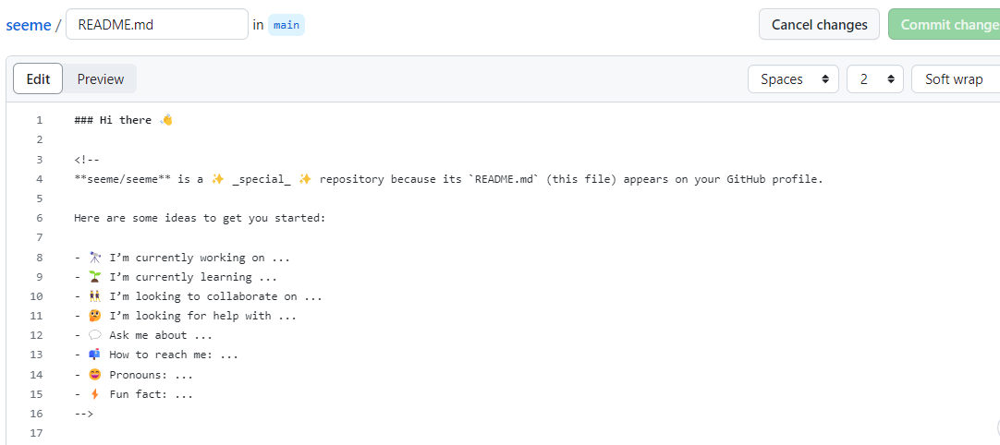 seeme / README.md in main Cancel changes Commit change
Edit Preview Spaces 2 Soft wrap
1 ### Hi there 👋
2
3 <!--
4 **seeme/seeme** is a ✨ _special_ ✨ repository because its `README.md` (this file) appears on your GitHub profile.
5
6 Here are some ideas to get you started:
7
8 - 🔭 I’m currently working on ...
9 - 🌱 I’m currently learning ...
10 - 👯 I’m looking to collaborate on ...
11 - 🤔 I’m looking for help with ...
12 - 💬 Ask me about ...
13 - 📫 How to reach me: ...
14 - 😄 Pronouns: ...
15 - ⚡ Fun fact: ...
16 -->
17